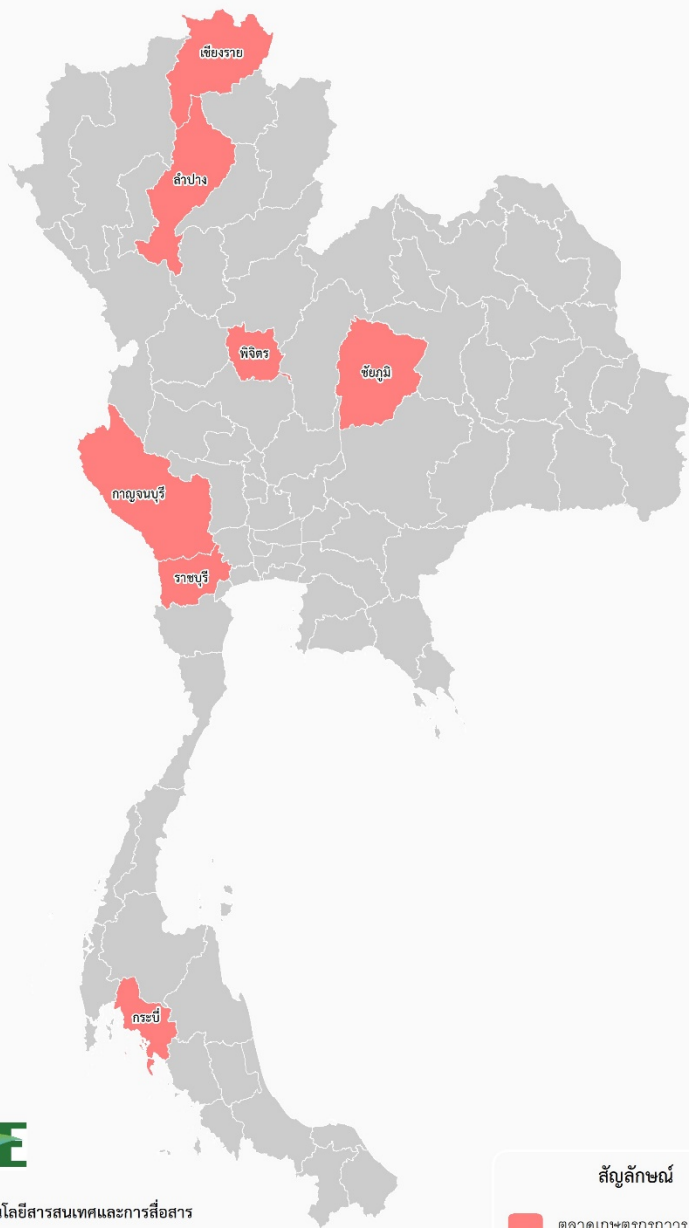 เชียงราย
ลำปาง
พิจิตร
ชัยภูมิ
กาญจนบุรี
ราชบุรี
กระบี่
E
โลยีสารสนเทศและการสื่อสาร
สัญลักษณ์